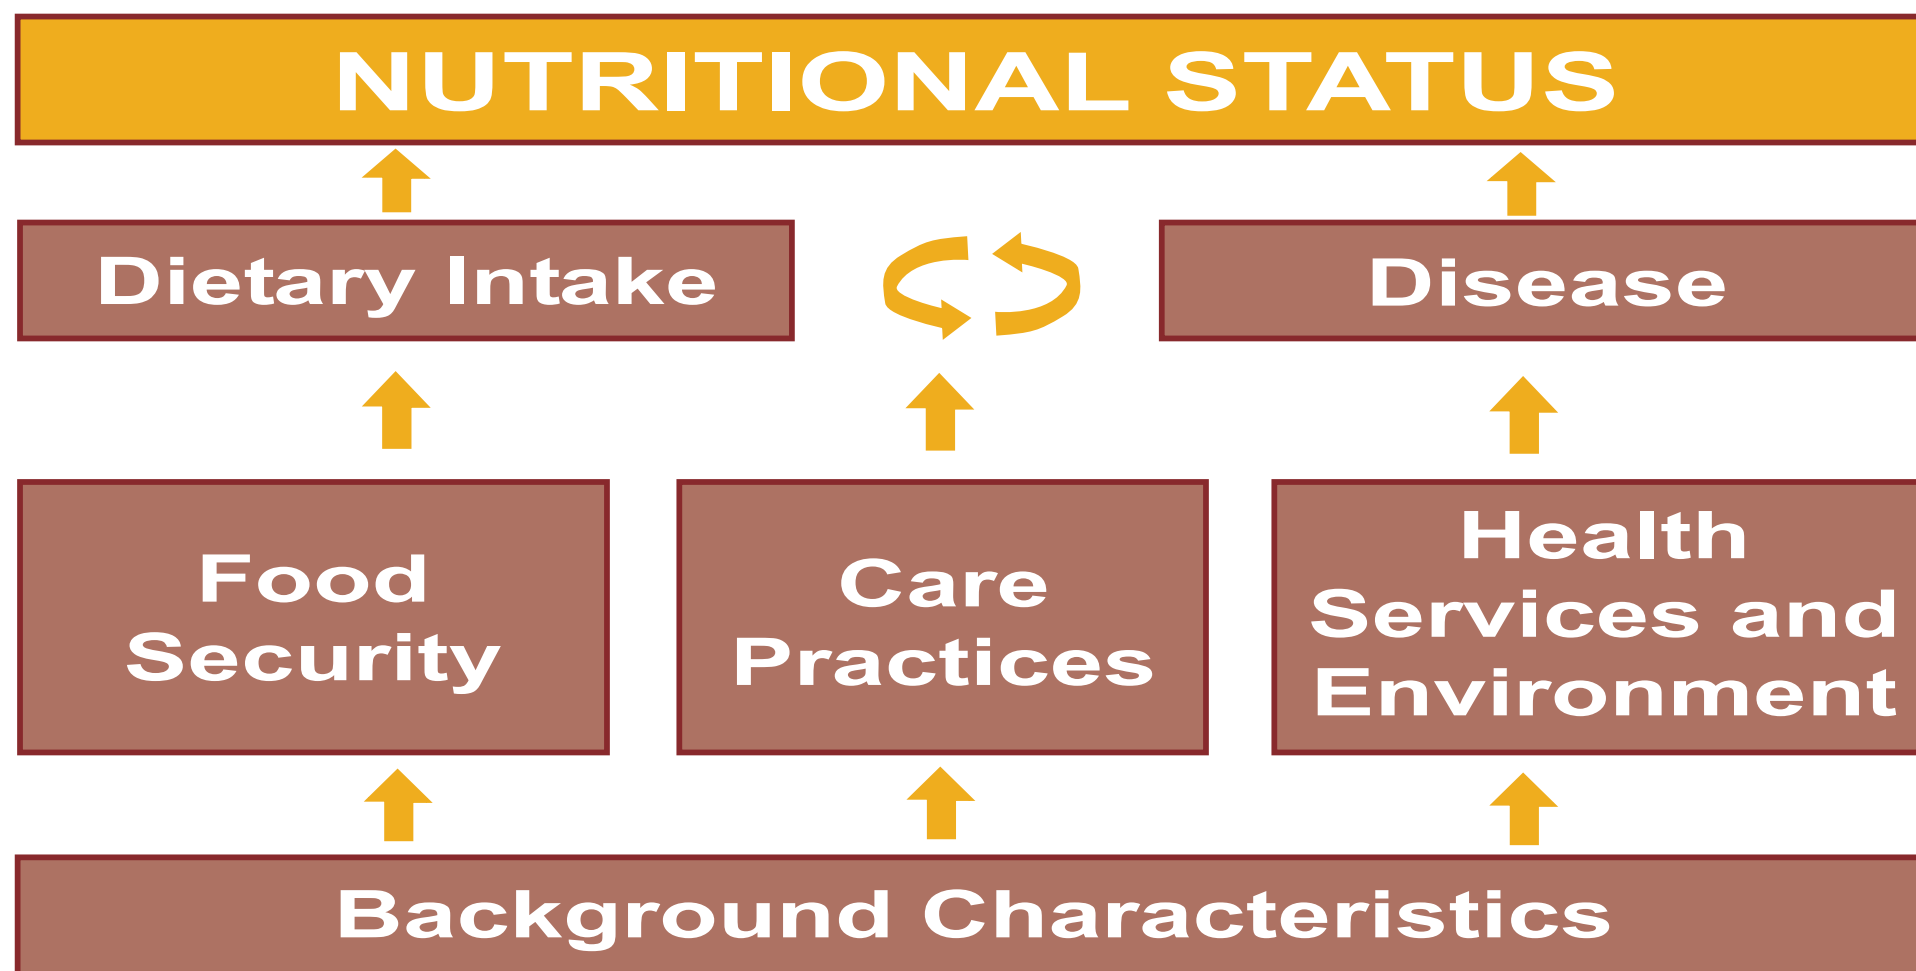 NUTRITIONAL STATUS
Dietary Intake
Disease
Food
Security
Care
Practices
Health
Services and
Environment
Background Characteristics